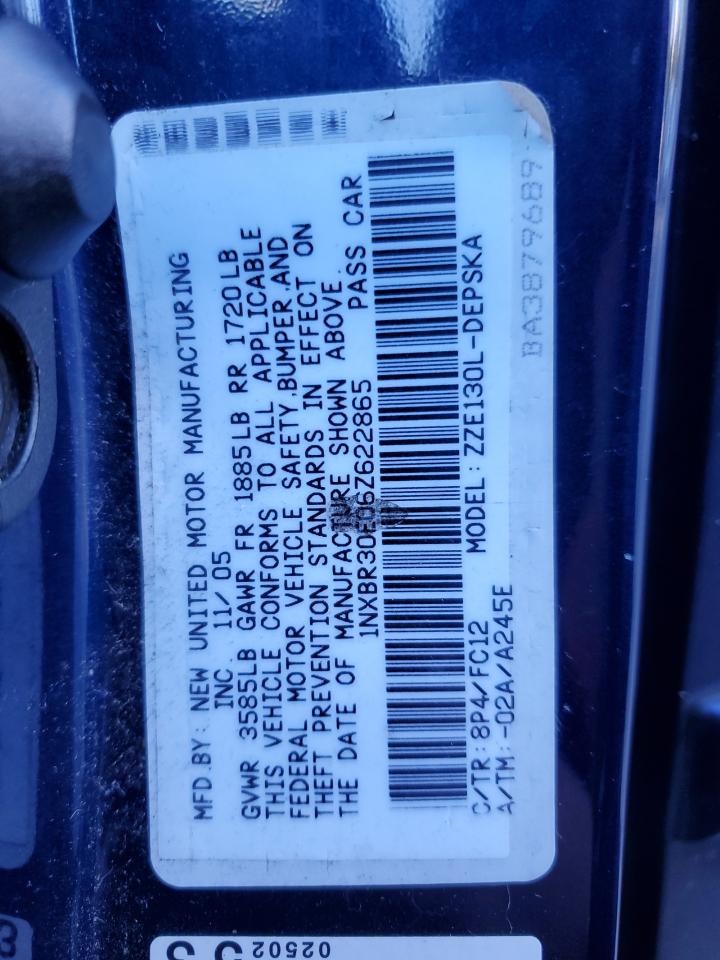 MFD.BY: NEW UNITED MOTOR MANUFACTURING
INC. 11/05
GVWR 3585LB GAWR FR 1885LB RR 1720LB
THIS VEHICLE CONFORMS TO ALL APPLICABLE
FEDERAL MOTOR VEHICLE SAFETY,BUMPER,AND
THEFT PREVENTION STANDARDS IN EFFECT ON
THE DATE OF MANUFACTURE SHOWN ABOVE.
PASS CAR
C/TR:8P4/FC12 MODEL:ZZE130L-DEPSKA
A/TM:-02A/A245E
BA3879689
02502